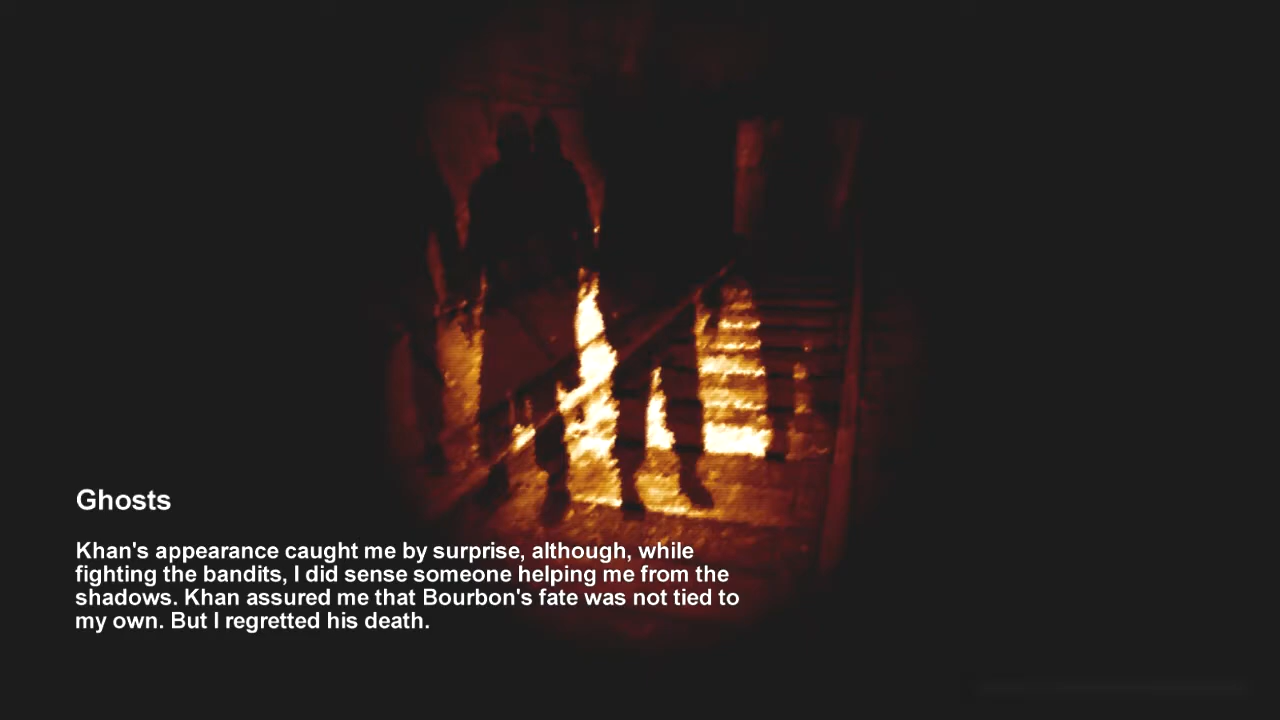 Ghosts
Khan's appearance caught me by surprise, although, while
fighting the bandits, I did sense someone helping me from the
shadows. Khan assured me that Bourbon's fate was not tied to
my own. But I regretted his death.